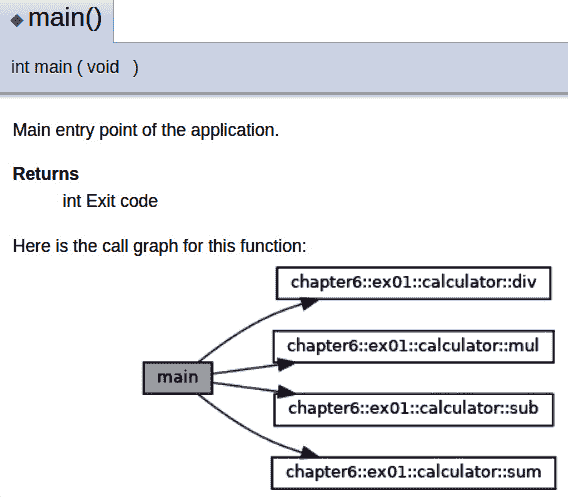 main()
int main ( void )
Main entry point of the application.
Returns
int Exit code
Here is the call graph for this function:
chapter6::ex01::calculator::div
chapter6::ex01::calculator::mul
main
chapter6::ex01::calculator::sub
chapter6::ex01::calculator::sum